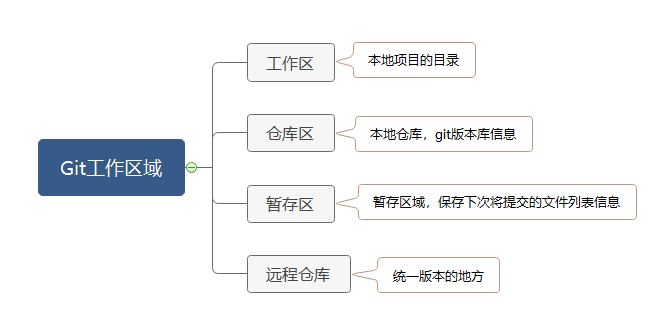 Git工作区域
工作区
本地项目的目录
仓库区
本地仓库，git版本库信息
暂存区
暂存区域，保存下次将提交的文件列表信息
远程仓库
统一版本的地方